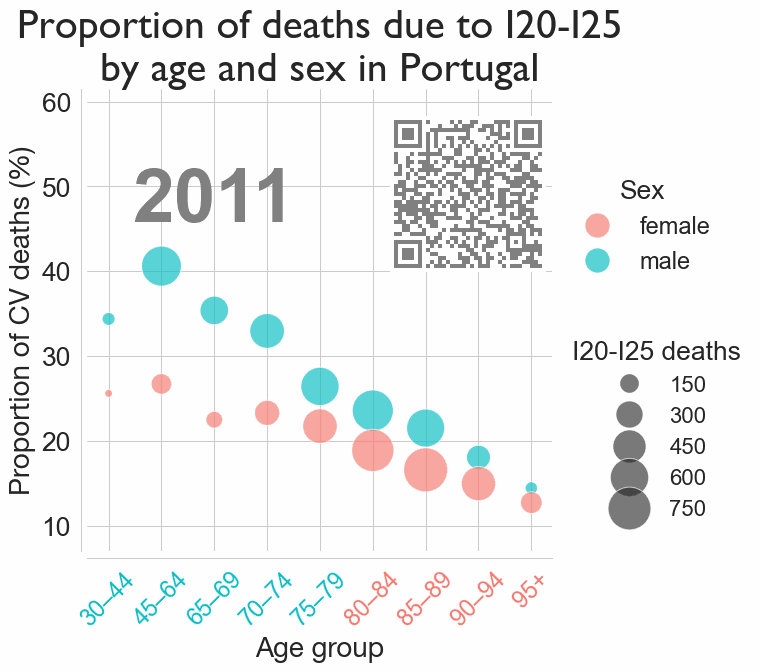 Proportion of deaths due to I20-I25
by age and sex in Portugal
Proportion of CV deaths (%)
60
50
40
30
20
10
2011
Sex
female
male
I20-I25 deaths
150
300
450
600
750
30–44
45–64
65–69
70–74
75–79
80–84
85–89
90–94
95+
Age group